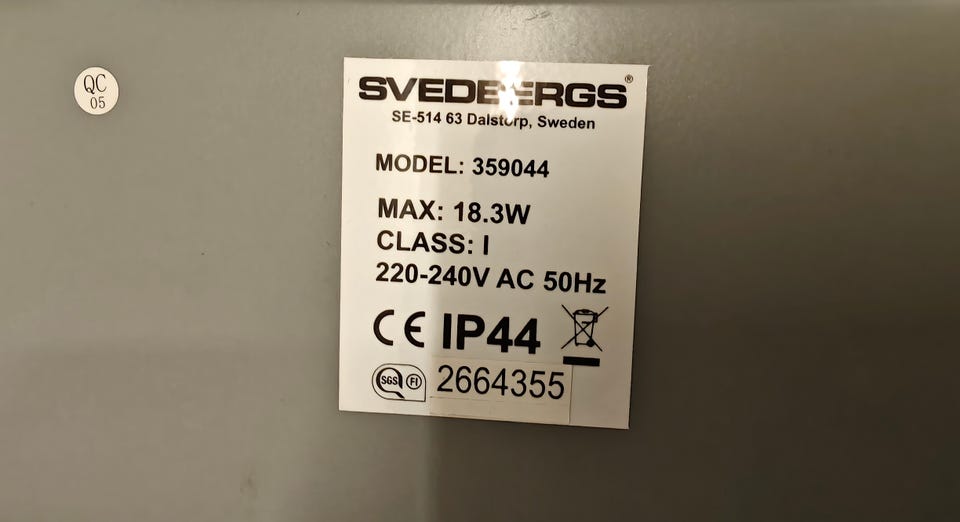 QC
05
SVEDBERGS®
SE-514 63 Dalstorp, Sweden
MODEL: 359044
MAX: 18.3W
CLASS: I
220-240V AC 50Hz
CE IP44
SGS FI 2664355